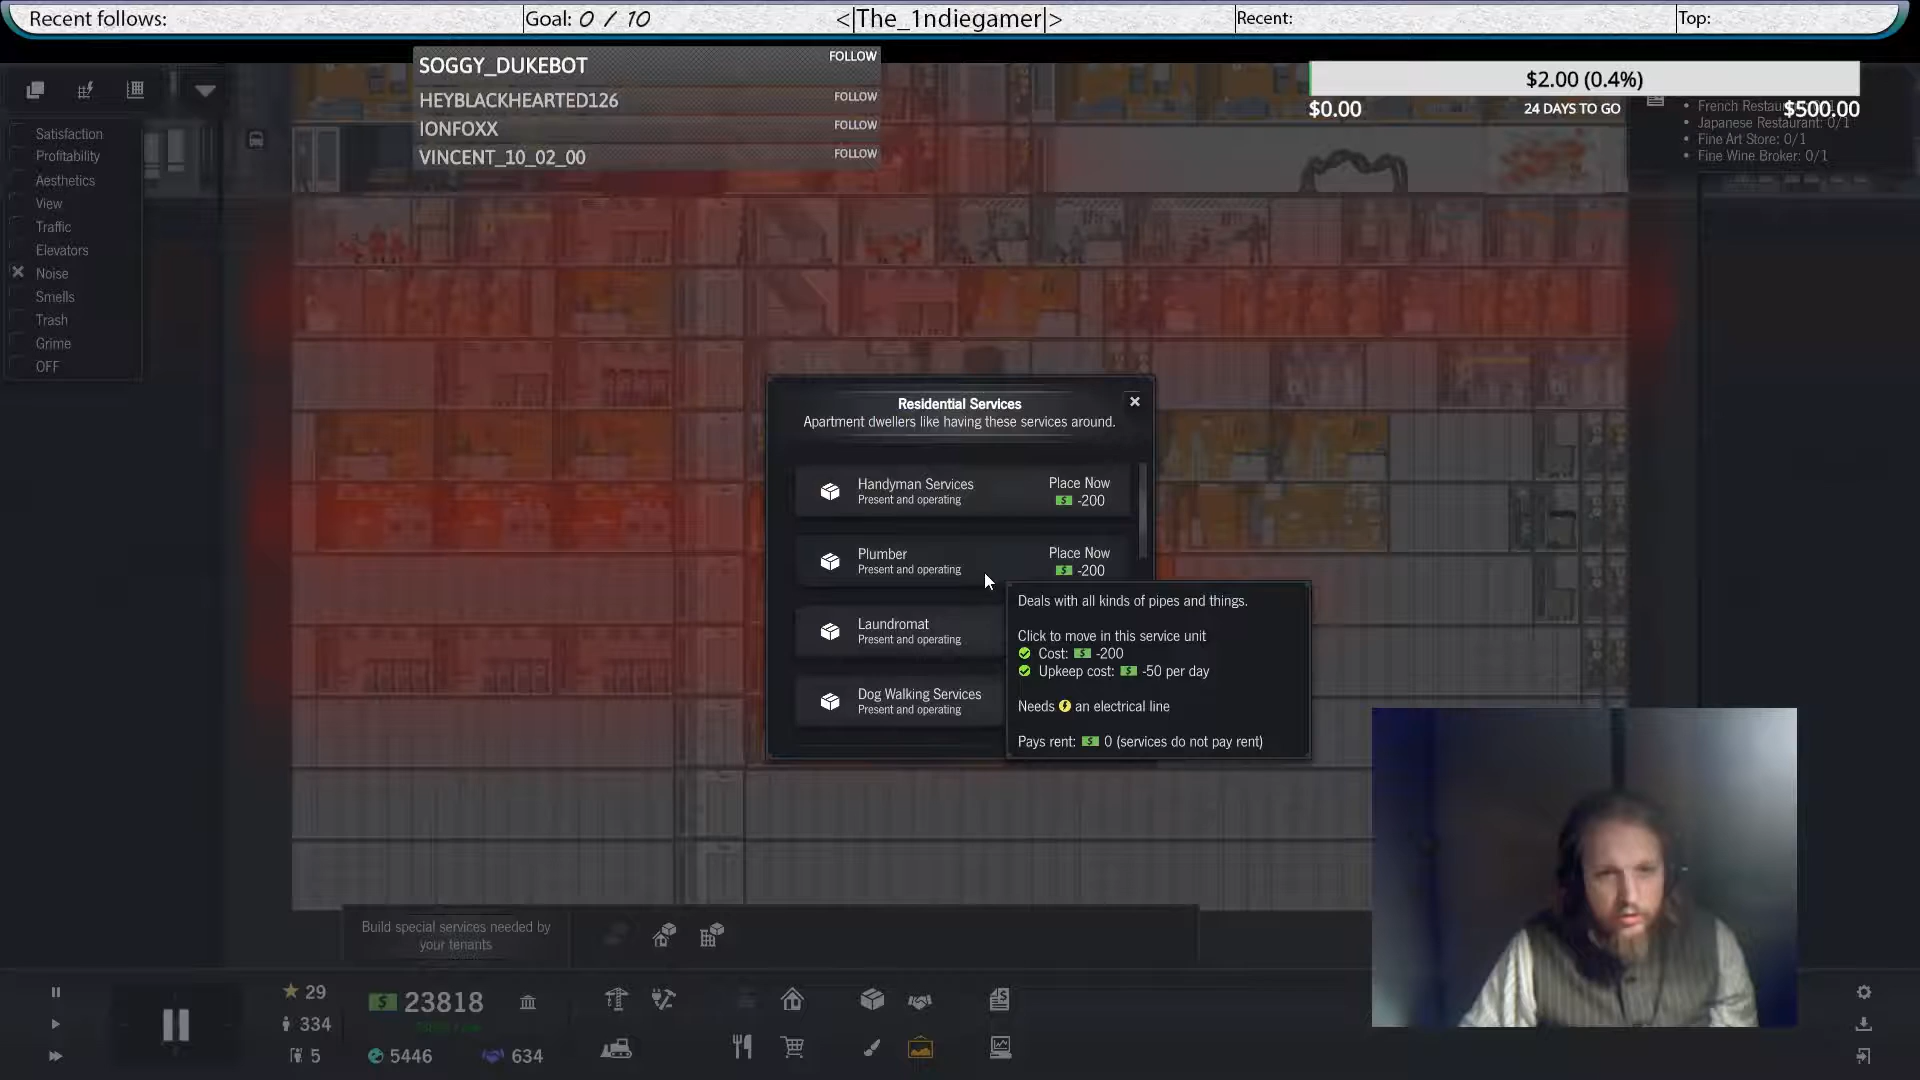 Recent follows:
Goal: 0 / 10
<|The_1ndiegamer|>
Recent:
Top:
SOGGY_DUKEBOT FOLLOW
HEYBLACKHEARTED126 FOLLOW
IONFOXX FOLLOW
VINCENT_10_02_00 FOLLOW
$2.00 (0.4%)
$0.00 24 DAYS TO GO $500.00
Japanese Restaurant: 0/1
Fine Art Store: 0/1
Fine Wine Broker: 0/1
Satisfaction
Profitability
Aesthetics
View
Traffic
Elevators
Noise
Smells
Trash
Grime
OFF
Residential Services
Apartment dwellers like having these services around.
Handyman Services
Present and operating
Place Now
-200
Plumber
Present and operating
Place Now
-200
Laundromat
Present and operating
Dog Walking Services
Present and operating
Deals with all kinds of pipes and things.
Click to move in this service unit
Cost: -200
Upkeep cost: -50 per day
Needs an electrical line
Pays rent: 0 (services do not pay rent)
Build special services needed by
your tenants
29
334
5
23818
5446
634